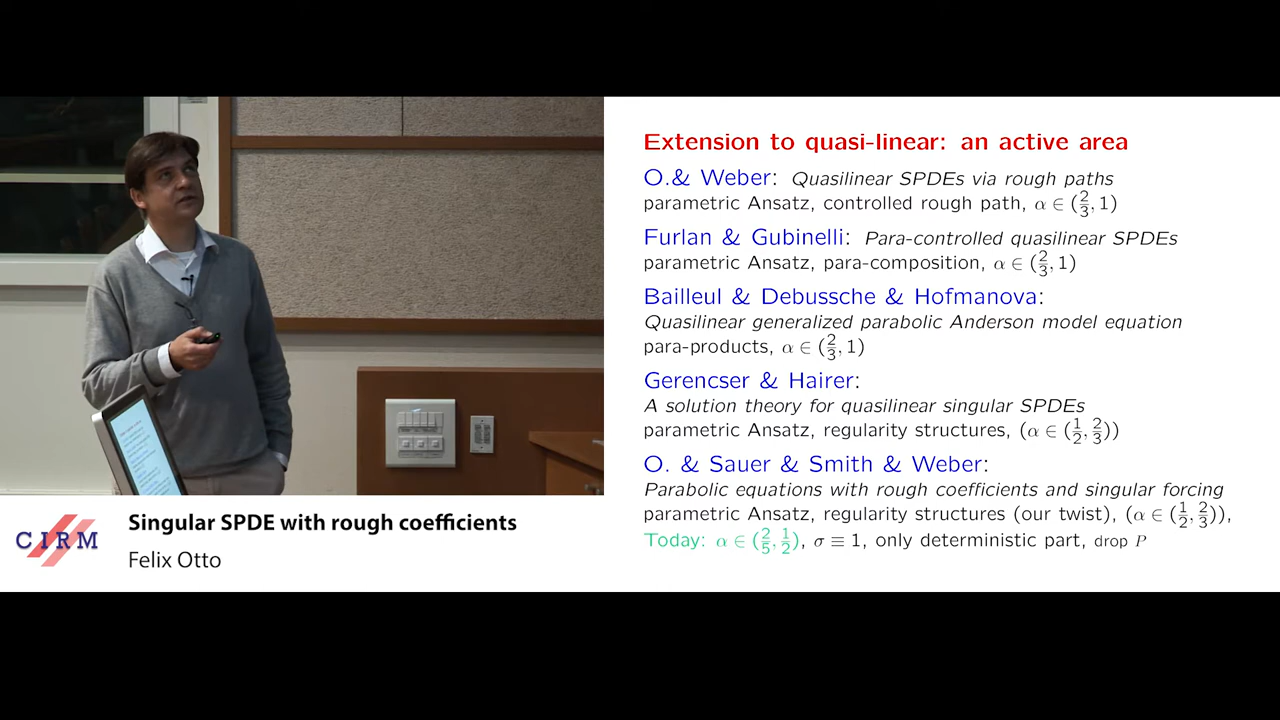 Extension to quasi-linear: an active area
O.& Weber: Quasilinear SPDEs via rough paths
parametric Ansatz, controlled rough path, α ∈ (2/3, 1)
Furlan & Gubinelli: Para-controlled quasilinear SPDEs
parametric Ansatz, para-composition, α ∈ (2/3, 1)
Bailleul & Debussche & Hofmanova:
Quasilinear generalized parabolic Anderson model equation
para-products, α ∈ (2/3, 1)
Gerencser & Hairer:
A solution theory for quasilinear singular SPDEs
parametric Ansatz, regularity structures, (α ∈ (1/2, 2/3))
O. & Sauer & Smith & Weber:
Parabolic equations with rough coefficients and singular forcing
parametric Ansatz, regularity structures (our twist), (α ∈ (1/2, 2/3)),
Today: α ∈ (2/5, 1/2), σ ≡ 1, only deterministic part, drop P
CIRM
Singular SPDE with rough coefficients
Felix Otto